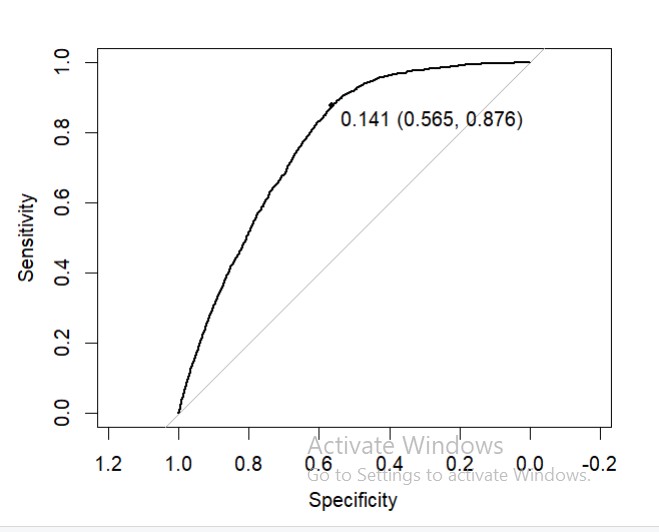 1.0
0.8
0.6
0.4
0.2
0.0
Sensitivity
0.141 (0.565, 0.876)
Activate Windows
1.2 1.0 0.8 0.6 0.4 0.2 0.0 -0.2
Go to Settings to activate Windows.
Specificity